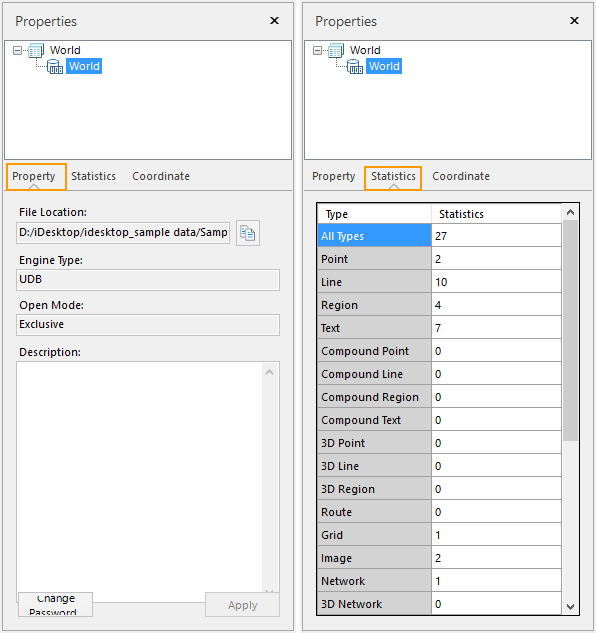 Properties
World
World
Property Statistics Coordinate
File Location:
D:/iDesktop/idesktop_sample data/Samp
Engine Type:
UDB
Open Mode:
Exclusive
Description:
Change
Password
Apply
Properties
World
World
Property Statistics Coordinate
Type Statistics
All Types 27
Point 2
Line 10
Region 4
Text 7
Compound Point 0
Compound Line 0
Compound Region 0
Compound Text 0
3D Point 0
3D Line 0
3D Region 0
Route 0
Grid 1
Image 2
Network 1
3D Network 0